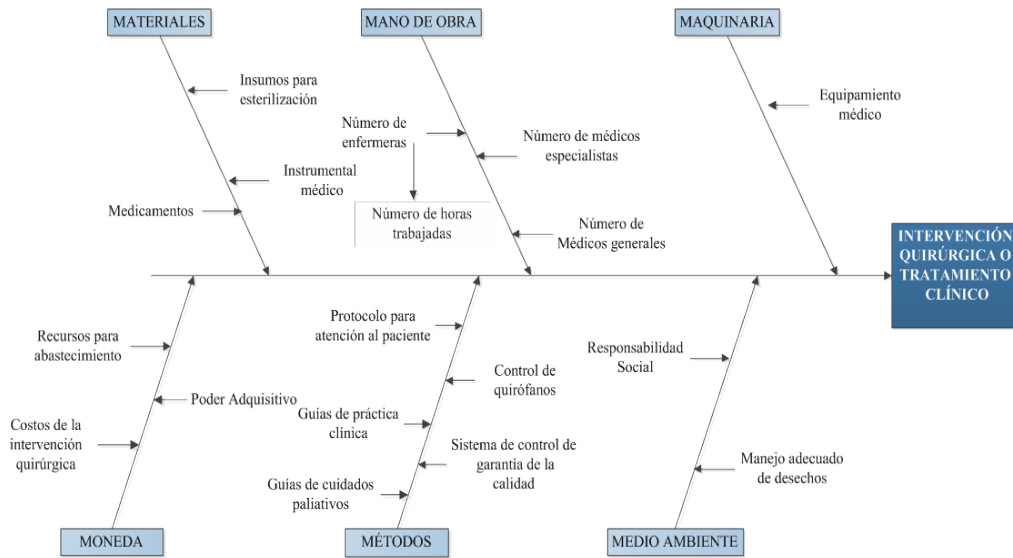 MATERIALES
MANO DE OBRA
MAQUINARIA
Insumos para
esterilización
Instrumental
médico
Medicamentos
Número de
enfermeras
Número de horas
trabajadas
Número de médicos
especialistas
Número de
Médicos generales
Equipamiento
médico
INTERVENCIÓN
QUIRÚRGICA O
TRATAMIENTO
CLÍNICO
Recursos para
abastecimiento
Poder Adquisitivo
Costos de la
intervención
quirúrgica
Protocolo para
atención al paciente
Control de
quirófanos
Guías de práctica
clínica
Sistema de control de
garantía de la
calidad
Guías de cuidados
paliativos
Responsabilidad
Social
Manejo adecuado
de desechos
MONEDA
MÉTODOS
MEDIO AMBIENTE